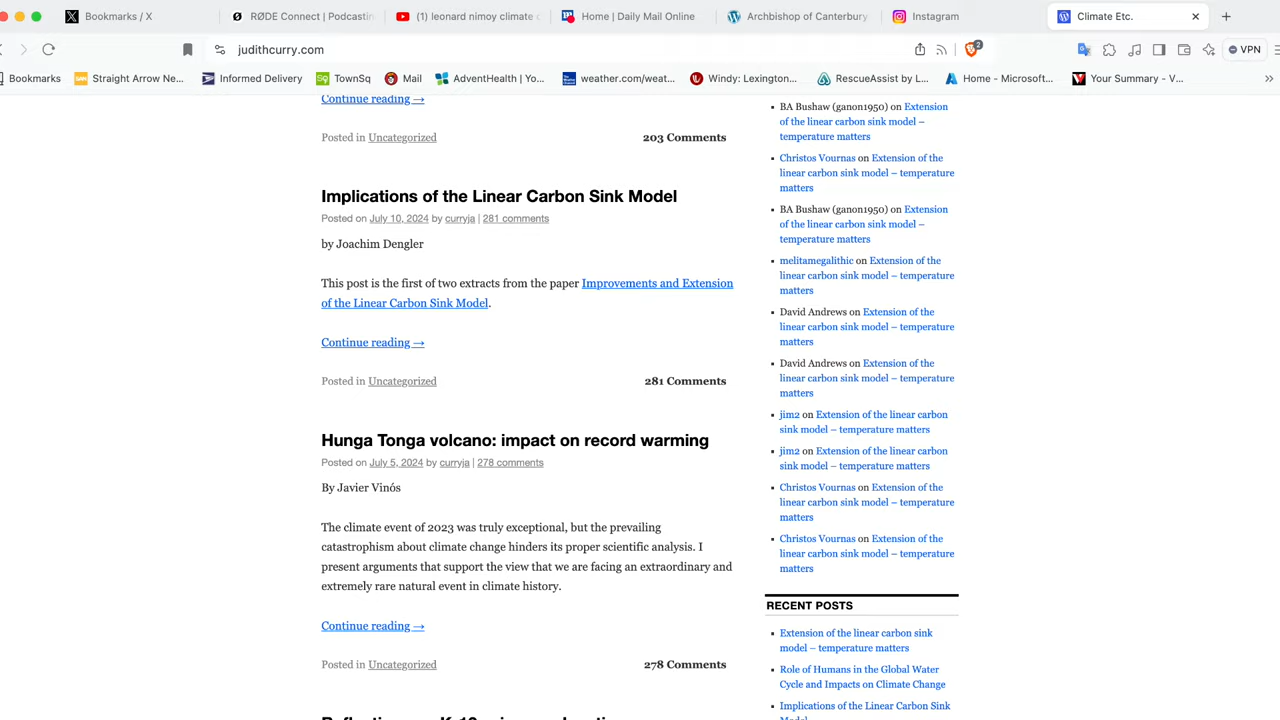 Bookmarks / X
RØDE Connect | Podcastin
(1) leonard nimoy climate c
Home | Daily Mail Online
Archbishop of Canterbury
Instagram
Climate Etc.
judithcurry.com
2
VPN
Bookmarks
Straight Arrow Ne...
Informed Delivery
TownSq
Mail
AdventHealth | Yo...
weather.com/weat...
Windy: Lexington...
RescueAssist by L...
Home - Microsoft...
Your Summary - V...
Continue reading →
Posted in Uncategorized
203 Comments
Implications of the Linear Carbon Sink Model
Posted on July 10, 2024 by curryja | 281 comments
by Joachim Dengler
This post is the first of two extracts from the paper Improvements and Extension
of the Linear Carbon Sink Model.
Continue reading →
Posted in Uncategorized
281 Comments
Hunga Tonga volcano: impact on record warming
Posted on July 5, 2024 by curryja | 278 comments
By Javier Vinós
The climate event of 2023 was truly exceptional, but the prevailing
catastrophism about climate change hinders its proper scientific analysis. I
present arguments that support the view that we are facing an extraordinary and
extremely rare natural event in climate history.
Continue reading →
Posted in Uncategorized
278 Comments
BA Bushaw (ganon1950) on Extension
of the linear carbon sink model –
temperature matters
Christos Vournas on Extension of the
linear carbon sink model – temperature
matters
BA Bushaw (ganon1950) on Extension
of the linear carbon sink model –
temperature matters
melitamegalithic on Extension of the
linear carbon sink model – temperature
matters
David Andrews on Extension of the
linear carbon sink model – temperature
matters
David Andrews on Extension of the
linear carbon sink model – temperature
matters
jim2 on Extension of the linear carbon
sink model – temperature matters
jim2 on Extension of the linear carbon
sink model – temperature matters
Christos Vournas on Extension of the
linear carbon sink model – temperature
matters
Christos Vournas on Extension of the
linear carbon sink model – temperature
matters
RECENT POSTS
Extension of the linear carbon sink
model – temperature matters
Role of Humans in the Global Water
Cycle and Impacts on Climate Change
Implications of the Linear Carbon Sink
Model